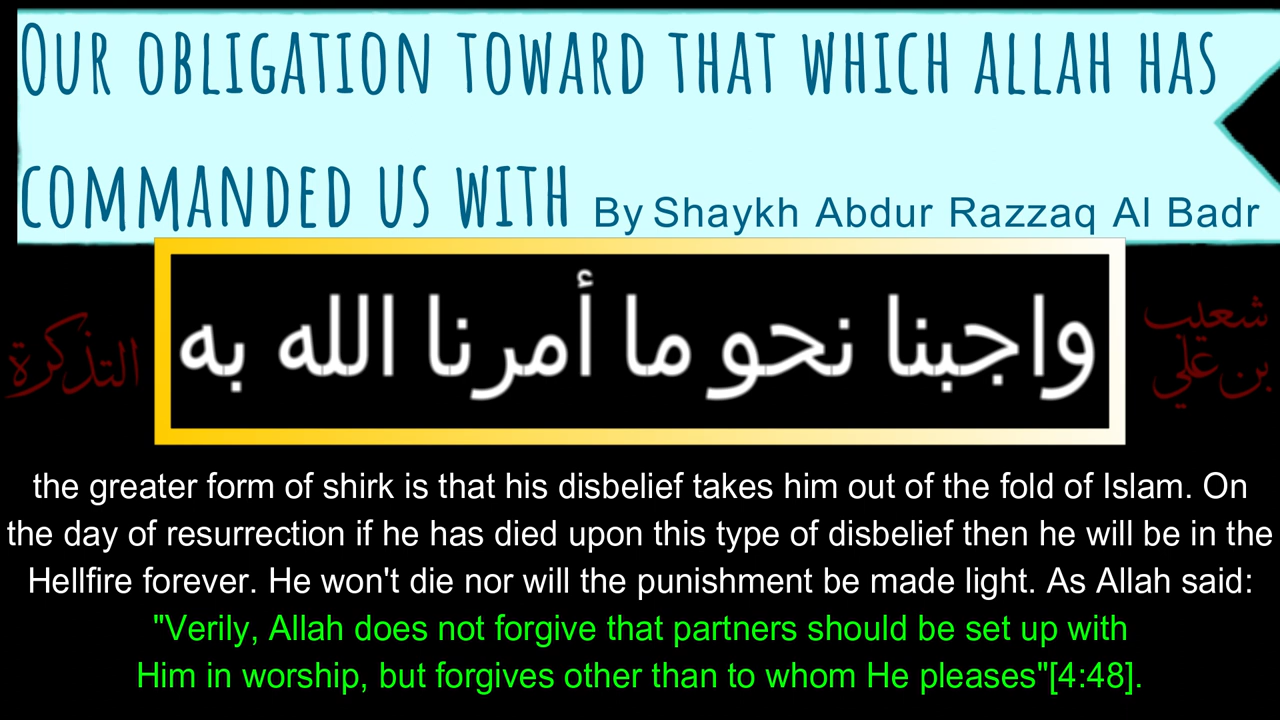 Our obligation toward that which Allah has
commanded us with By Shaykh Abdur Razzaq Al Badr
واجبنا نحو ما أمرنا الله به
شعيب
بن علي
التذكرة
the greater form of shirk is that his disbelief takes him out of the fold of Islam. On
the day of resurrection if he has died upon this type of disbelief then he will be in the
Hellfire forever. He won't die nor will the punishment be made light. As Allah said:
"Verily, Allah does not forgive that partners should be set up with
Him in worship, but forgives other than to whom He pleases"[4:48].